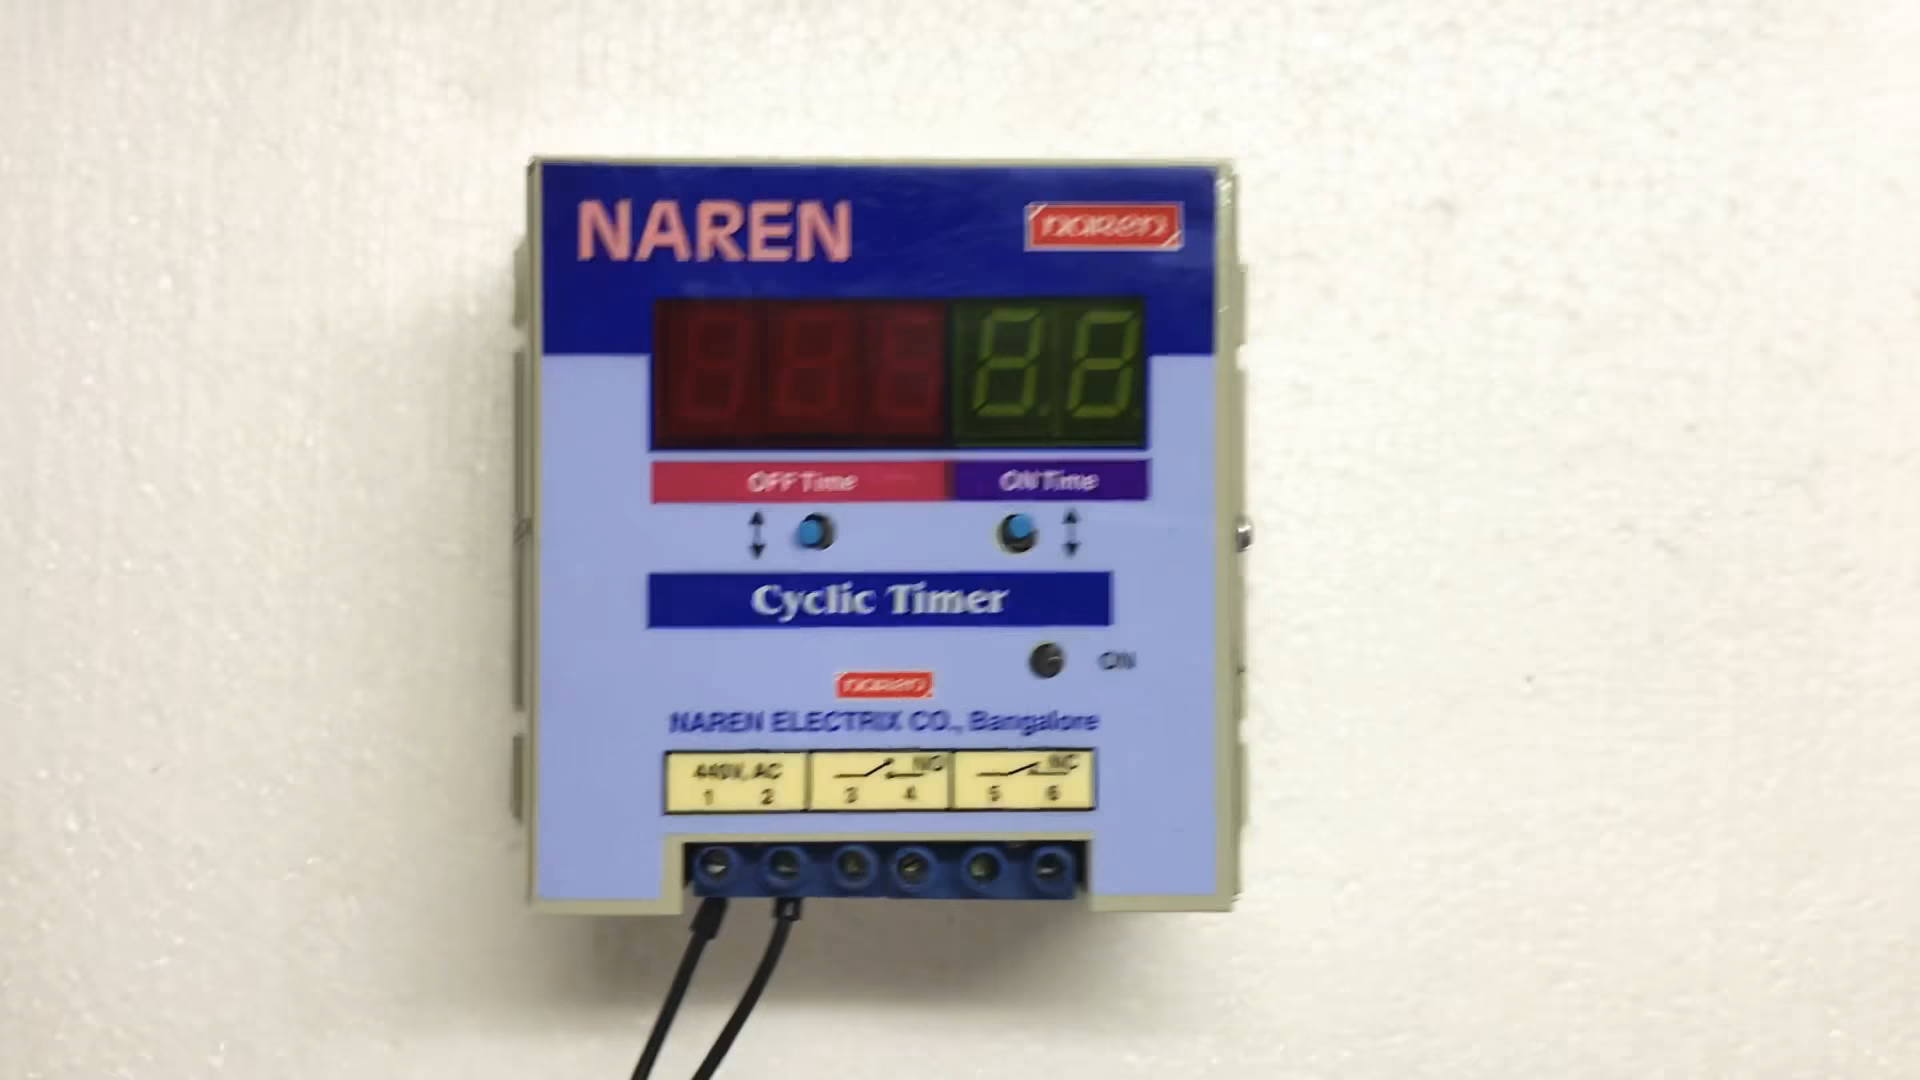 NAREN
naren
OFF Time
ON Time
Cyclic Timer
ON
naren
NAREN ELECTRIX CO., Bangalore
440V, AC NO NC
1 2 3 4 5 6